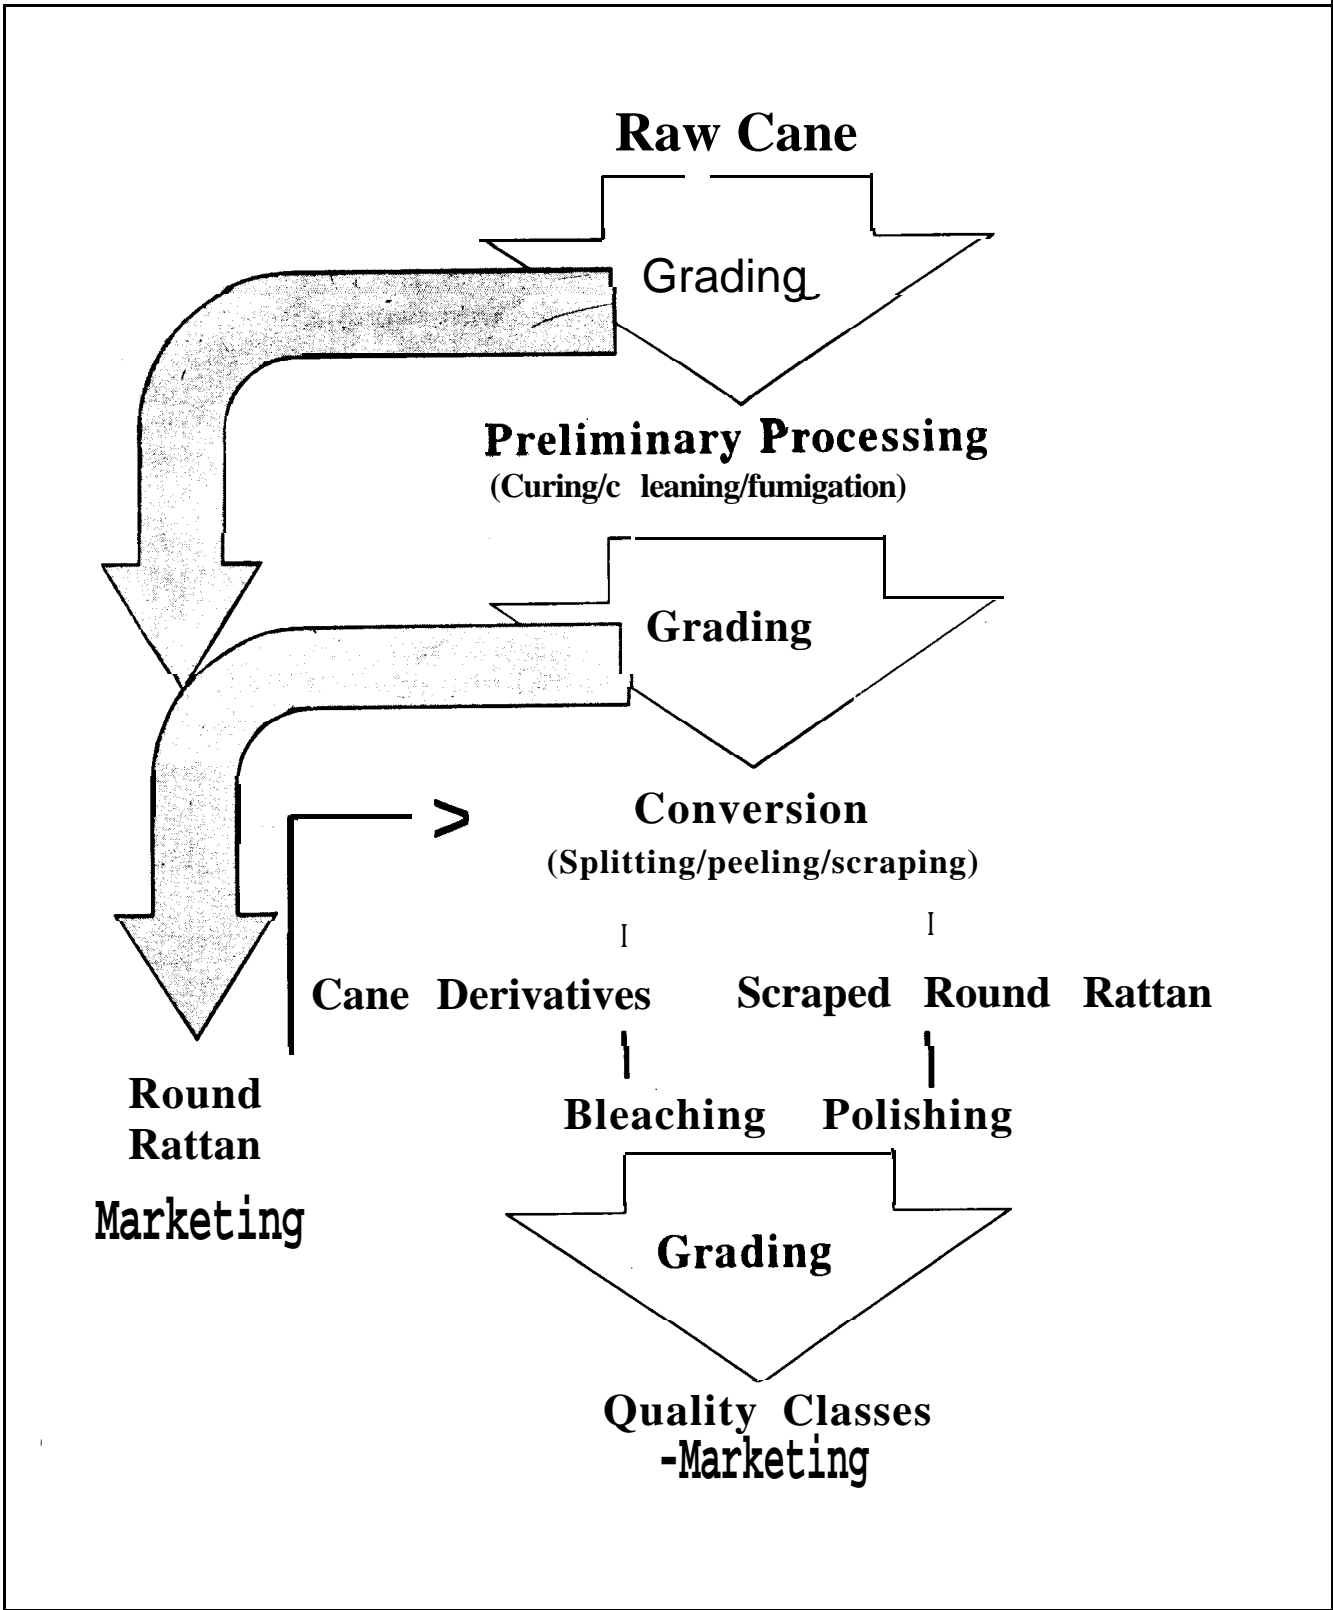 Raw Cane
Grading
Preliminary Processing
(Curing/c leaning/fumigation)
Grading
Conversion
(Splitting/peeling/scraping)
Cane Derivatives
Scraped Round Rattan
Bleaching
Polishing
Round
Rattan
Marketing
Grading
Quality Classes
-Marketing